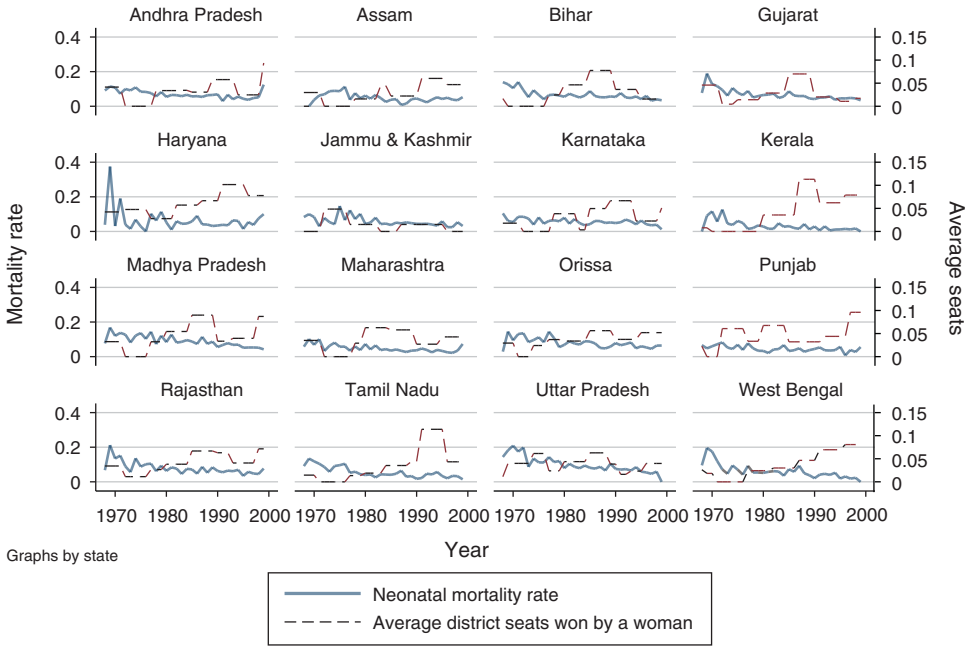 Andhra Pradesh Assam Bihar Gujarat
0.4 0.15
0.2 0.1
0.05
0 0
Haryana Jammu & Kashmir Karnataka Kerala
0.4 0.15
0.2 0.1
0.05
0 0
Mortality rate
Average seats
Madhya Pradesh Maharashtra Orissa Punjab
0.4 0.15
0.2 0.1
0.05
0 0
Rajasthan Tamil Nadu Uttar Pradesh West Bengal
0.4 0.15
0.2 0.1
0.05
0 0
1970 1980 1990 2000 1970 1980 1990 2000 1970 1980 1990 2000 1970 1980 1990 2000
Year
Graphs by state
Neonatal mortality rate
Average district seats won by a woman